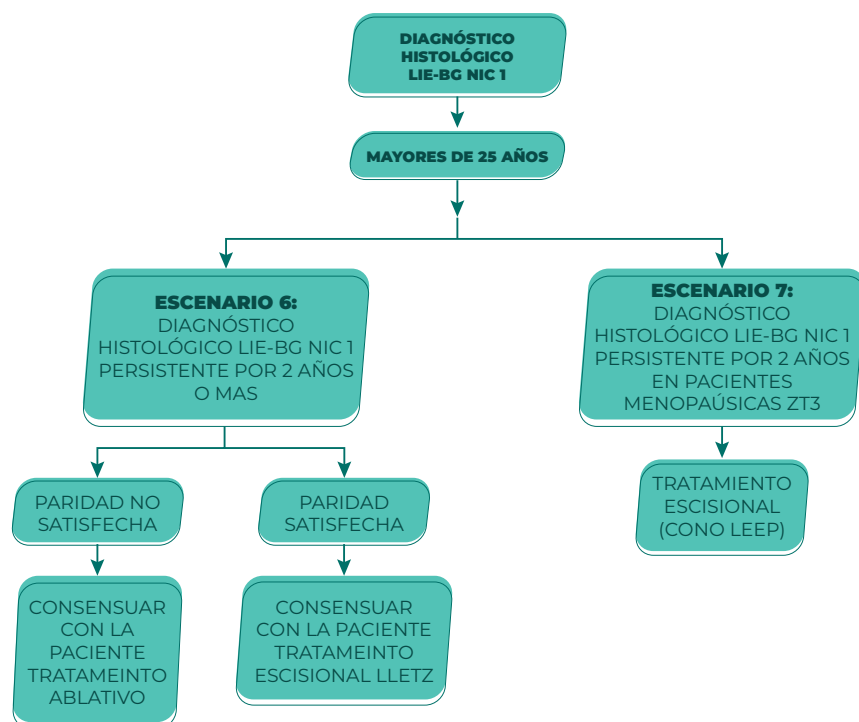 DIAGNÓSTICO
HISTOLÓGICO
LIE-BG NIC 1
MAYORES DE 25 AÑOS
ESCENARIO 6:
DIAGNÓSTICO
HISTOLÓGICO LIE-BG NIC 1
PERSISTENTE POR 2 AÑOS
O MAS
ESCENARIO 7:
DIAGNÓSTICO
HISTOLÓGICO LIE-BG NIC 1
PERSISTENTE POR 2 AÑOS
EN PACIENTES
MENOPAÚSICAS ZT3
PARIDAD NO
SATISFECHA
PARIDAD
SATISFECHA
TRATAMIENTO
ESCISIONAL
(CONO LEEP)
CONSENSUAR
CON LA
PACIENTE
TRATAMEINTO
ABLATIVO
CONSENSUAR
CON LA PACIENTE
TRATAMEINTO
ESCISIONAL LLETZ